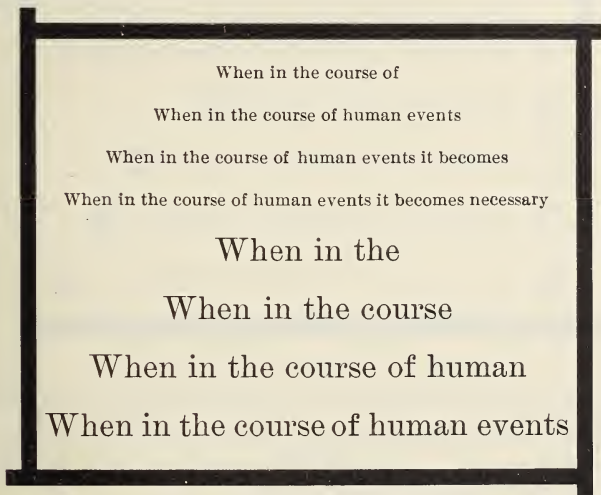 When in the course of
When in the course of human events
When in the course of human events it becomes
When in the course of human events it becomes necessary
When in the
When in the course
When in the course of human
When in the course of human events